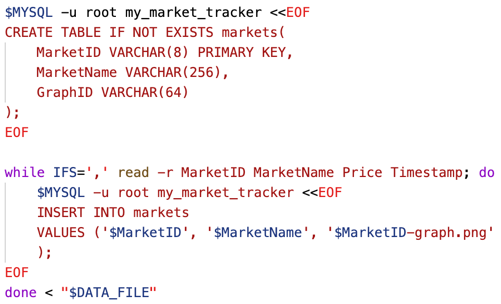 $MYSQL -u root my_market_tracker <<EOF
CREATE TABLE IF NOT EXISTS markets(
    MarketID VARCHAR(8) PRIMARY KEY,
    MarketName VARCHAR(256),
    GraphID VARCHAR(64)
);
EOF

while IFS=',' read -r MarketID MarketName Price Timestamp; do
    $MYSQL -u root my_market_tracker <<EOF
    INSERT INTO markets
    VALUES ('$MarketID', '$MarketName', '$MarketID-graph.png'
    );
EOF
done < "$DATA_FILE"